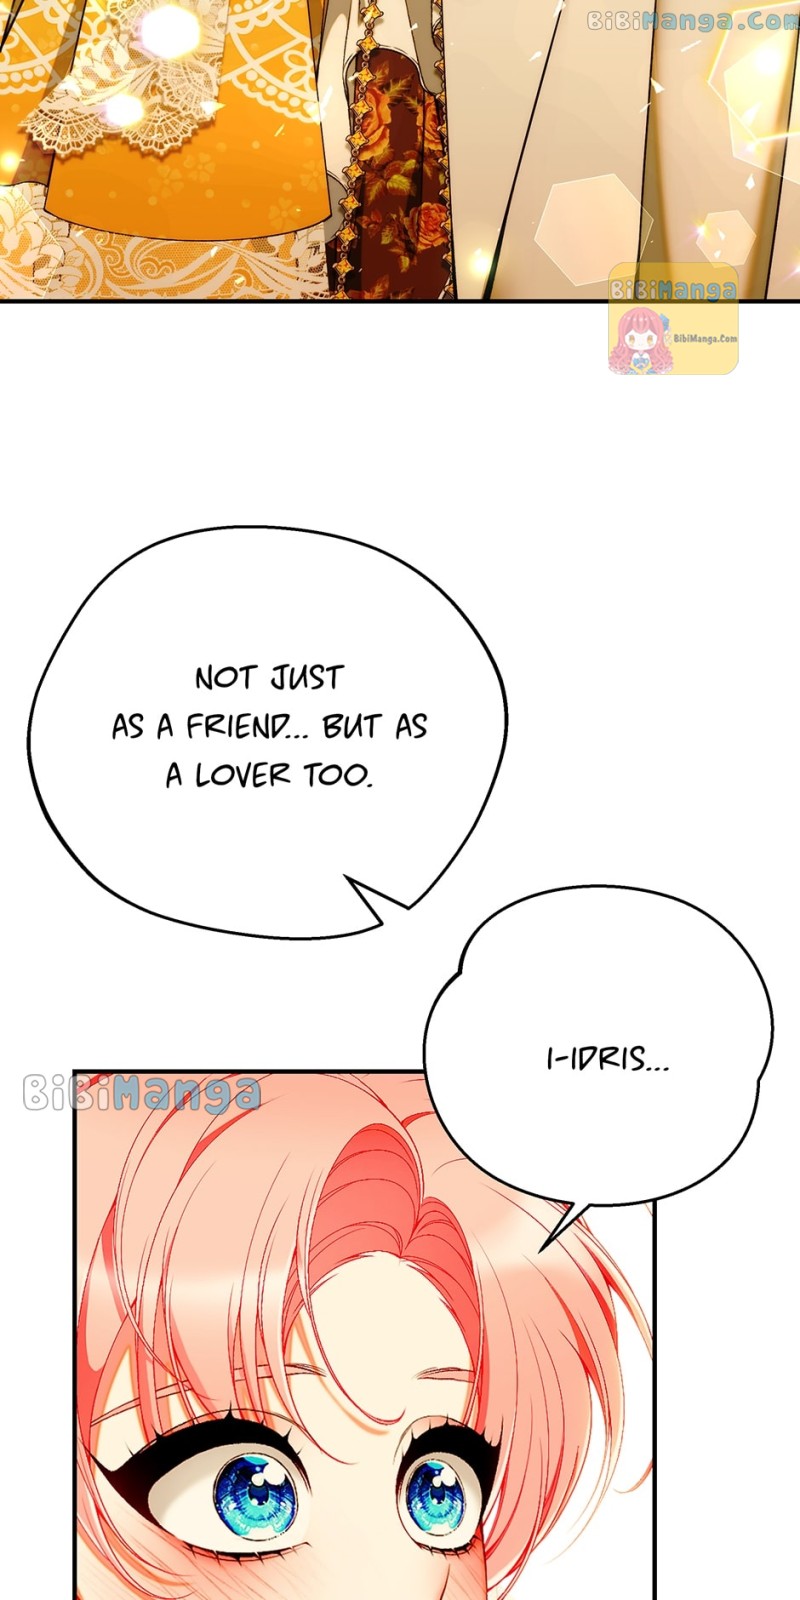 BiBiManga.Com
BiBiManga
BibiManga.Com
NOT JUST
AS A FRIEND... BUT AS
A LOVER TOO.
I-IDRIS...
BiBiManga